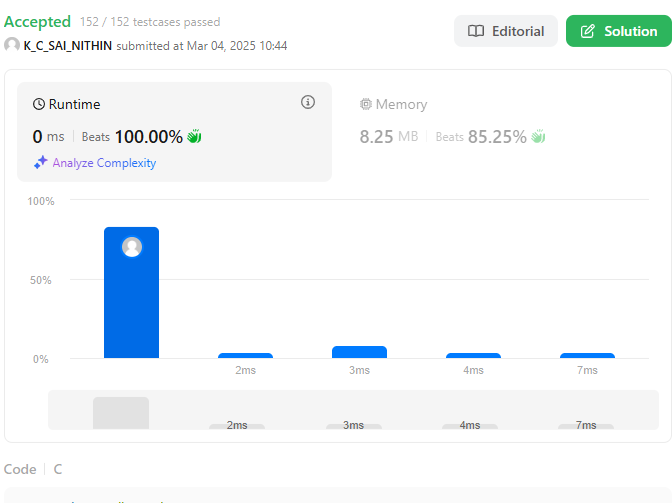 Accepted 152 / 152 testcases passed
Editorial
Solution
K_C_SAI_NITHIN submitted at Mar 04, 2025 10:44
Runtime
0 ms Beats 100.00%
Analyze Complexity
Memory
8.25 MB Beats 85.25%
100%
50%
0%
2ms 3ms 4ms 7ms
2ms 3ms 4ms 7ms
Code C